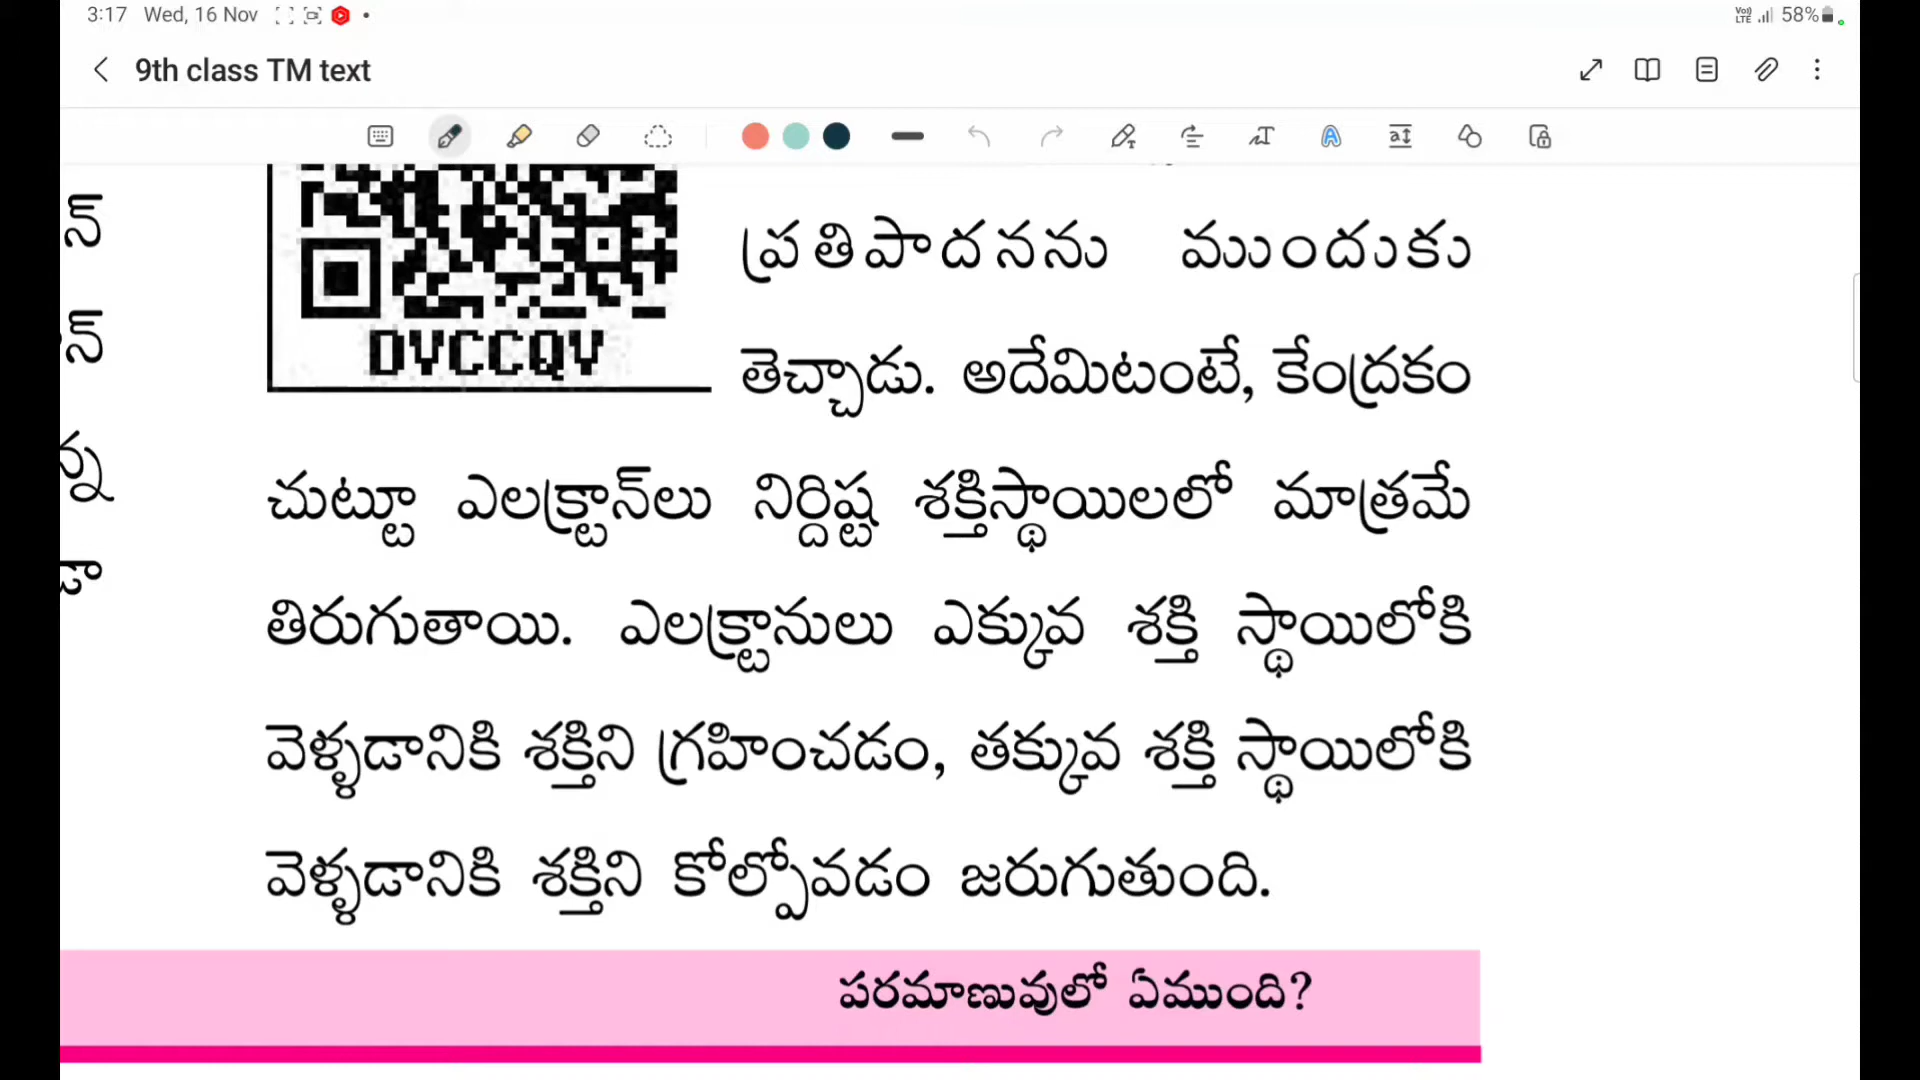 3:17 Wed, 16 Nov
58%
9th class TM text
న్
న్
న్న
డా
DVCCQV
ప్రతిపాదనను ముందుకు
తెచ్చాడు. అదేమిటంటే, కేంద్రకం
చుట్టూ ఎలక్ట్రాన్‌లు నిర్దిష్ట శక్తిస్థాయిలలో మాత్రమే
తిరుగుతాయి. ఎలక్ట్రానులు ఎక్కువ శక్తి స్థాయిలోకి
వెళ్ళడానికి శక్తిని గ్రహించడం, తక్కువ శక్తి స్థాయిలోకి
వెళ్ళడానికి శక్తిని కోల్పోవడం జరుగుతుంది.
పరమాణువులో ఏముంది?